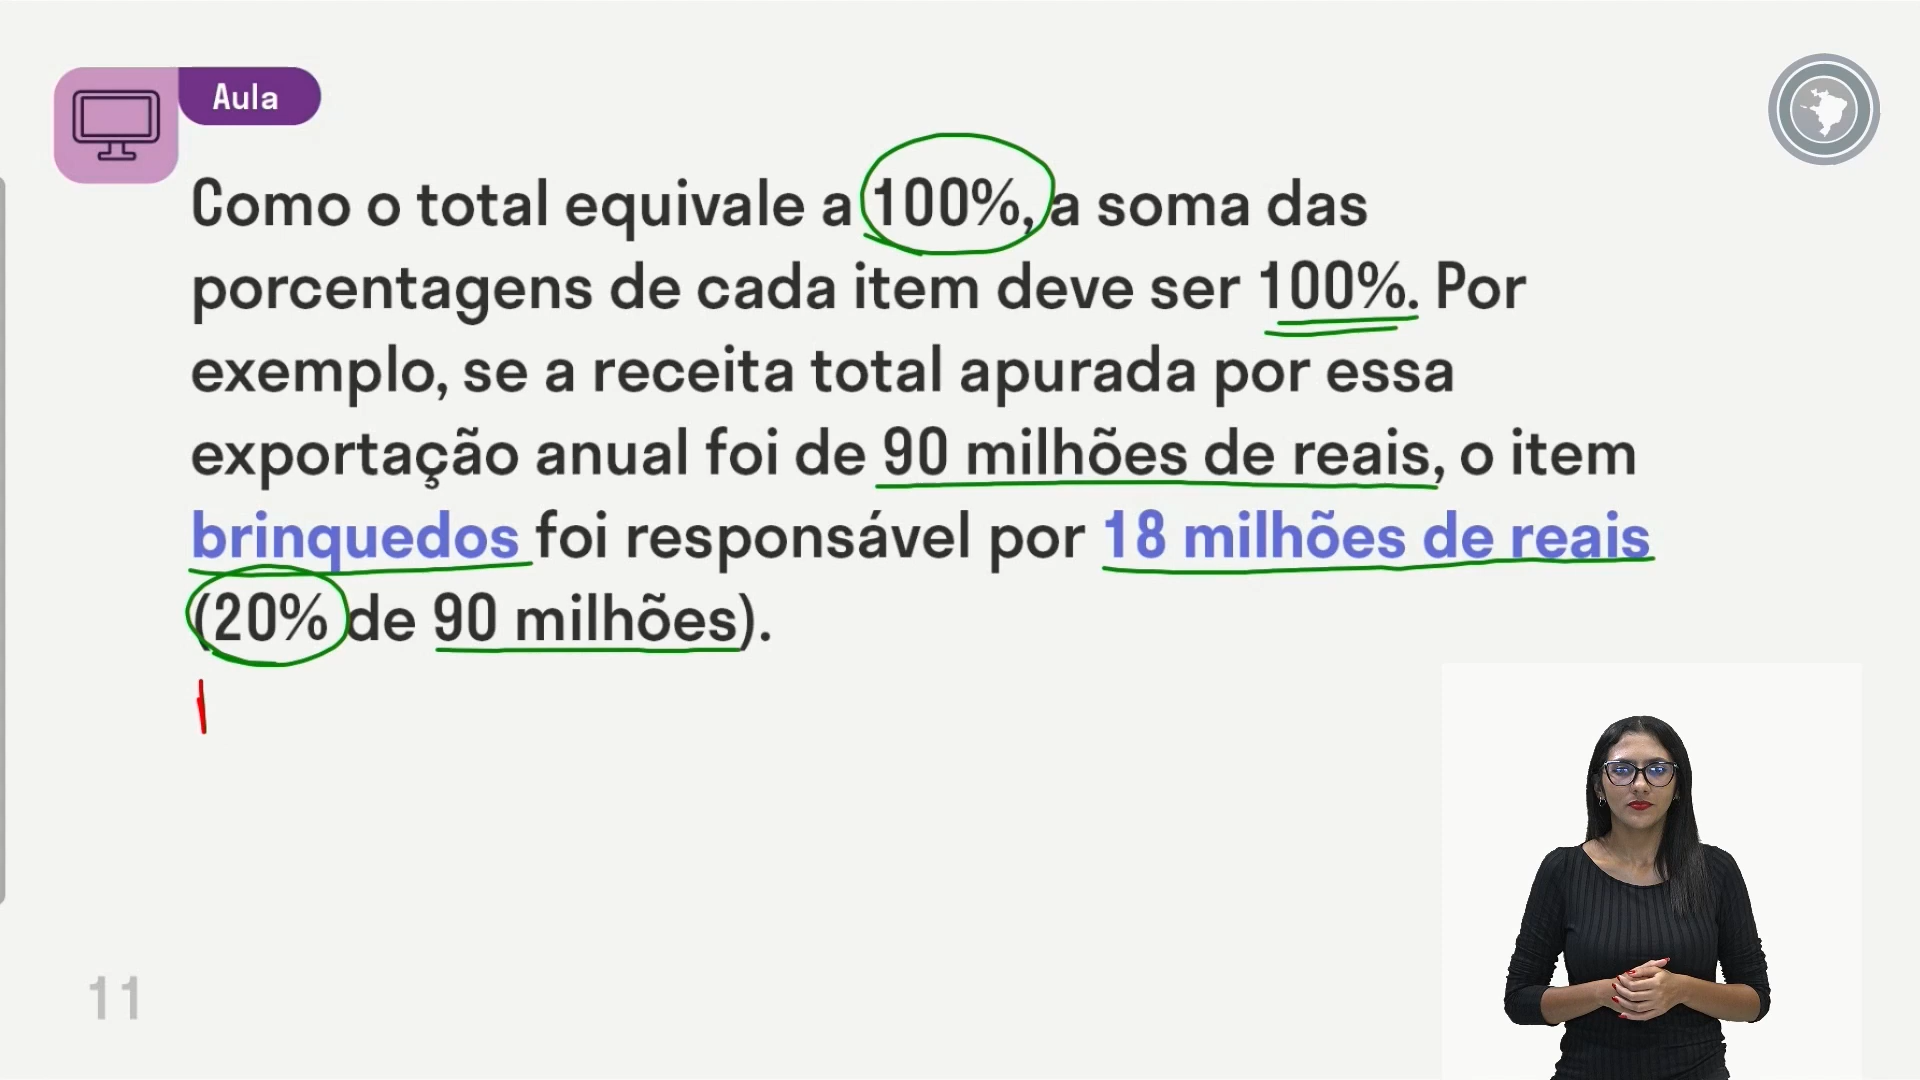 Aula
Como o total equivale a 100%, a soma das
porcentagens de cada item deve ser 100%. Por
exemplo, se a receita total apurada por essa
exportação anual foi de 90 milhões de reais, o item
brinquedos foi responsável por 18 milhões de reais
(20% de 90 milhões).
11